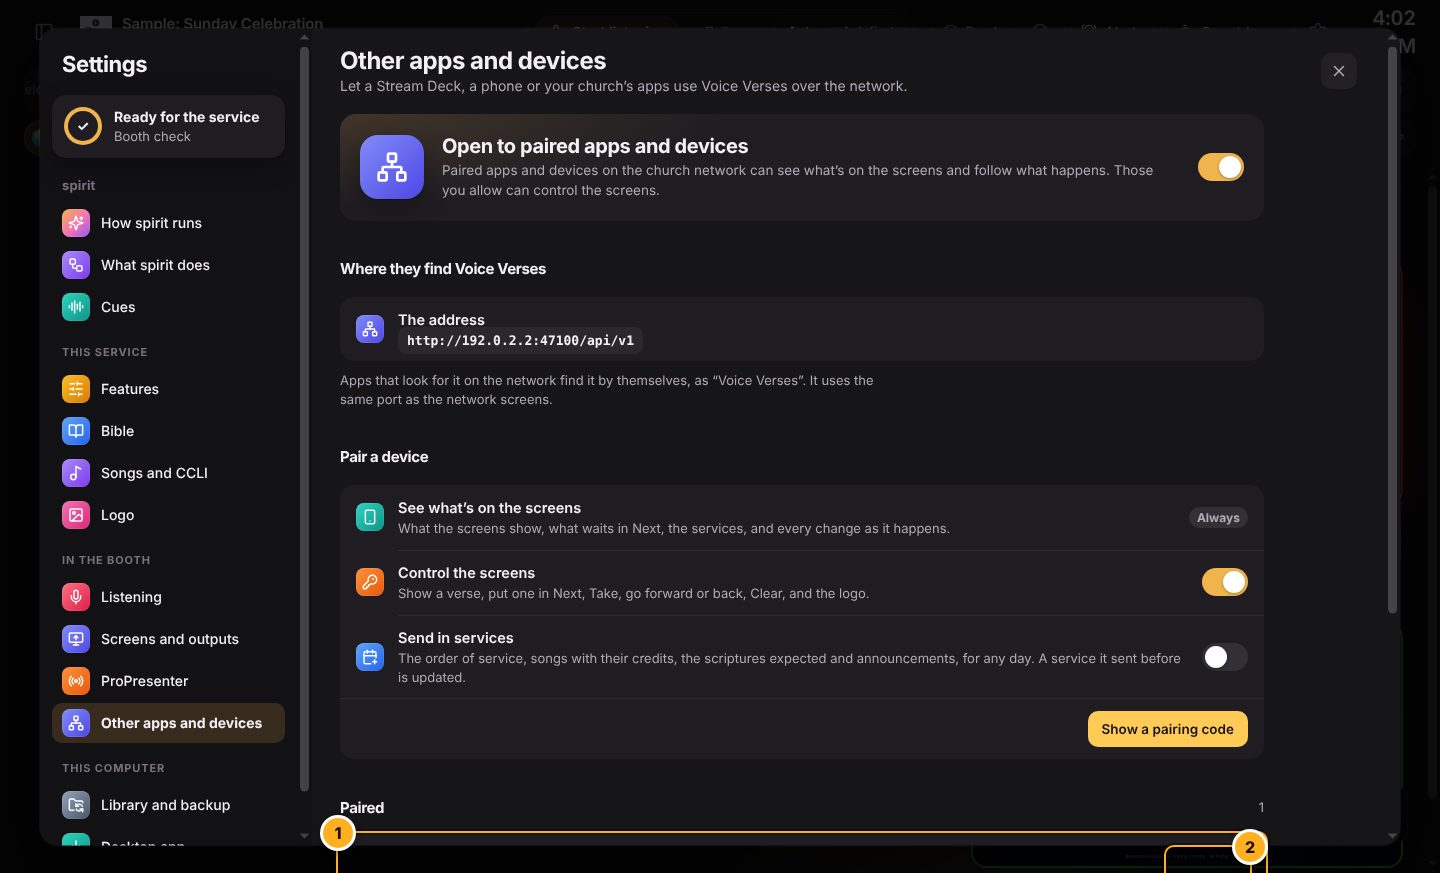 Sample: Sunday Celebration
4:02
Settings
Ready for the service
Booth check
spirit
How spirit runs
What spirit does
Cues
THIS SERVICE
Features
Bible
Songs and CCLI
Logo
IN THE BOOTH
Listening
Screens and outputs
ProPresenter
Other apps and devices
THIS COMPUTER
Library and backup
Desktop app
Other apps and devices
Let a Stream Deck, a phone or your church’s apps use Voice Verses over the network.
Open to paired apps and devices
Paired apps and devices on the church network can see what’s on the screens and follow what happens. Those
you allow can control the screens.
Where they find Voice Verses
The address
http://192.0.2.2:47100/api/v1
Apps that look for it on the network find it by themselves, as “Voice Verses”. It uses the
same port as the network screens.
Pair a device
See what’s on the screens
What the screens show, what waits in Next, the services, and every change as it happens.
Always
Control the screens
Show a verse, put one in Next, Take, go forward or back, Clear, and the logo.
Send in services
The order of service, songs with their credits, the scriptures expected and announcements, for any day. A service it sent before
is updated.
Show a pairing code
Paired
1
1
2